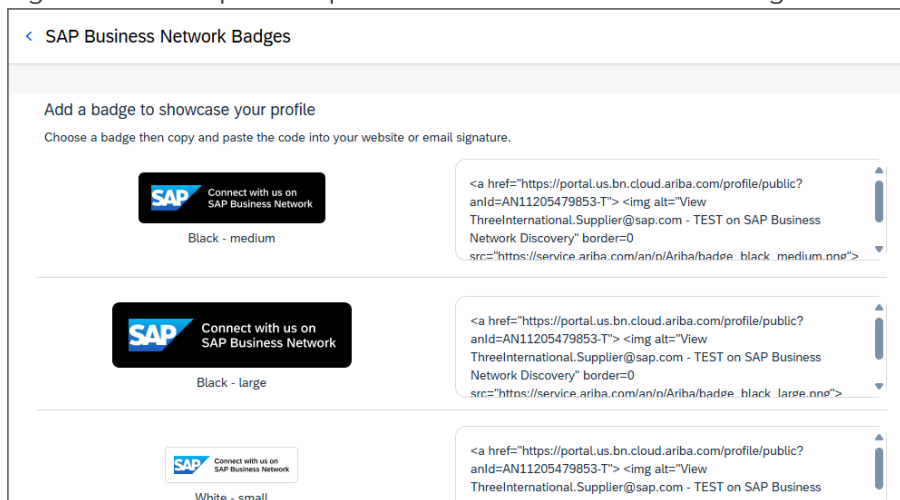 SAP Business Network Badges
Add a badge to showcase your profile
Choose a badge then copy and paste the code into your website or email signature.
SAP
Connect with us on
SAP Business Network
Black - medium
<a href="https://portal.us.bn.cloud.ariba.com/profile/public?
anId=AN11205479853-T"> <img alt="View
ThreeInternational.Supplier@sap.com - TEST on SAP Business
Network Discovery" border=0
src="https://service.ariba.com/an/p/Ariba/badge_black_medium.png">
SAP
Connect with us on
SAP Business Network
Black - large
<a href="https://portal.us.bn.cloud.ariba.com/profile/public?
anId=AN11205479853-T"> <img alt="View
ThreeInternational.Supplier@sap.com - TEST on SAP Business
Network Discovery" border=0
src="https://service.ariba.com/an/p/Ariba/badge_black_large.png">
SAP
Connect with us on
SAP Business Network
White - small
<a href="https://portal.us.bn.cloud.ariba.com/profile/public?
anId=AN11205479853-T"> <img alt="View
ThreeInternational.Supplier@sap.com - TEST on SAP Business